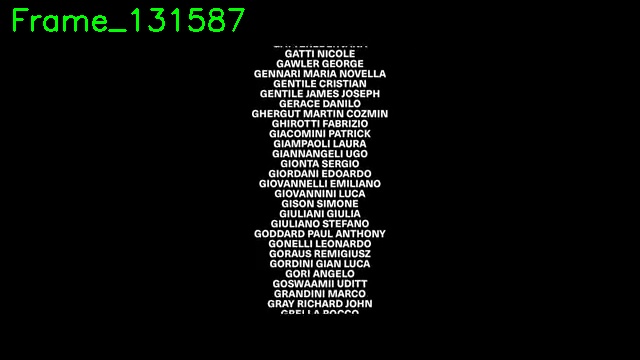 Frame_131587
GATTI NICOLE
GAWLER GEORGE
GENNARI MARIA NOVELLA
GENTILE CRISTIAN
GENTILE JAMES JOSEPH
GERACE DANILO
GHERGUT MARTIN COZMIN
GHIROTTI FABRIZIO
GIACOMINI PATRICK
GIAMPAOLI LAURA
GIANNANGELI UGO
GIONTA SERGIO
GIORDANI EDOARDO
GIOVANNELLI EMILIANO
GIOVANNINI LUCA
GISON SIMONE
GIULIANI GIULIA
GIULIANO STEFANO
GODDARD PAUL ANTHONY
GONELLI LEONARDO
GORAUS REMIGIUSZ
GORDINI GIAN LUCA
GORI ANGELO
GOSWAAMII UDITT
GRANDINI MARCO
GRAY RICHARD JOHN
GRELLA ROCCO